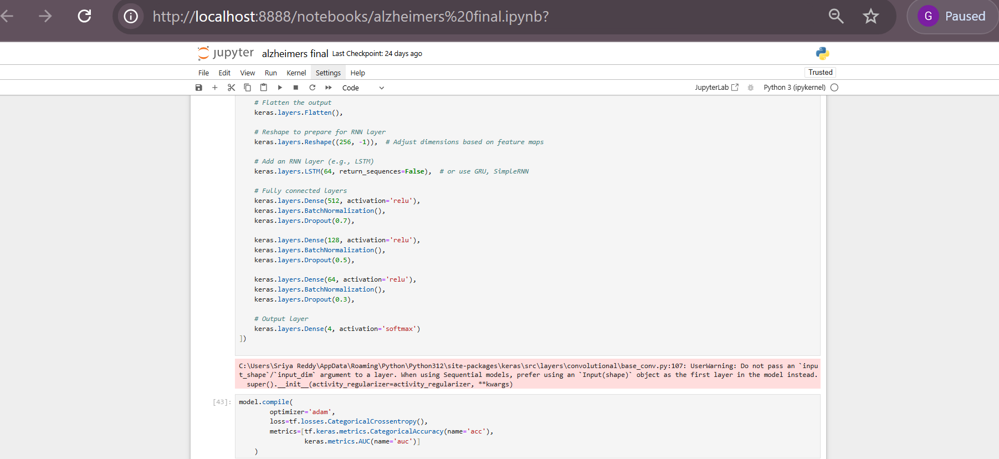 http://localhost:8888/notebooks/alzheimers%20final.ipynb?
G Paused
jupyter alzheimers final Last Checkpoint: 24 days ago
File Edit View Run Kernel Settings Help
Trusted
Code
JupyterLab Python 3 (ipykernel)
# Flatten the output
keras.layers.Flatten(),
# Reshape to prepare for RNN layer
keras.layers.Reshape((256, -1)),  # Adjust dimensions based on feature maps
# Add an RNN layer (e.g., LSTM)
keras.layers.LSTM(64, return_sequences=False),  # or use GRU, SimpleRNN
# Fully connected layers
keras.layers.Dense(512, activation='relu'),
keras.layers.BatchNormalization(),
keras.layers.Dropout(0.7),
keras.layers.Dense(128, activation='relu'),
keras.layers.BatchNormalization(),
keras.layers.Dropout(0.5),
keras.layers.Dense(64, activation='relu'),
keras.layers.BatchNormalization(),
keras.layers.Dropout(0.3),
# Output layer
keras.layers.Dense(4, activation='softmax')
])
C:\Users\Sriya Reddy\AppData\Roaming\Python\Python312\site-packages\keras\src\layers\convolutional\base_conv.py:107: UserWarning: Do not pass an `inpu
t_shape`/`input_dim` argument to a layer. When using Sequential models, prefer using an `Input(shape)` object as the first layer in the model instead.
super().__init__(activity_regularizer=activity_regularizer, **kwargs)
[43]: model.compile(
optimizer='adam',
loss=tf.losses.CategoricalCrossentropy(),
metrics=[tf.keras.metrics.CategoricalAccuracy(name='acc'),
keras.metrics.AUC(name='auc')]
)